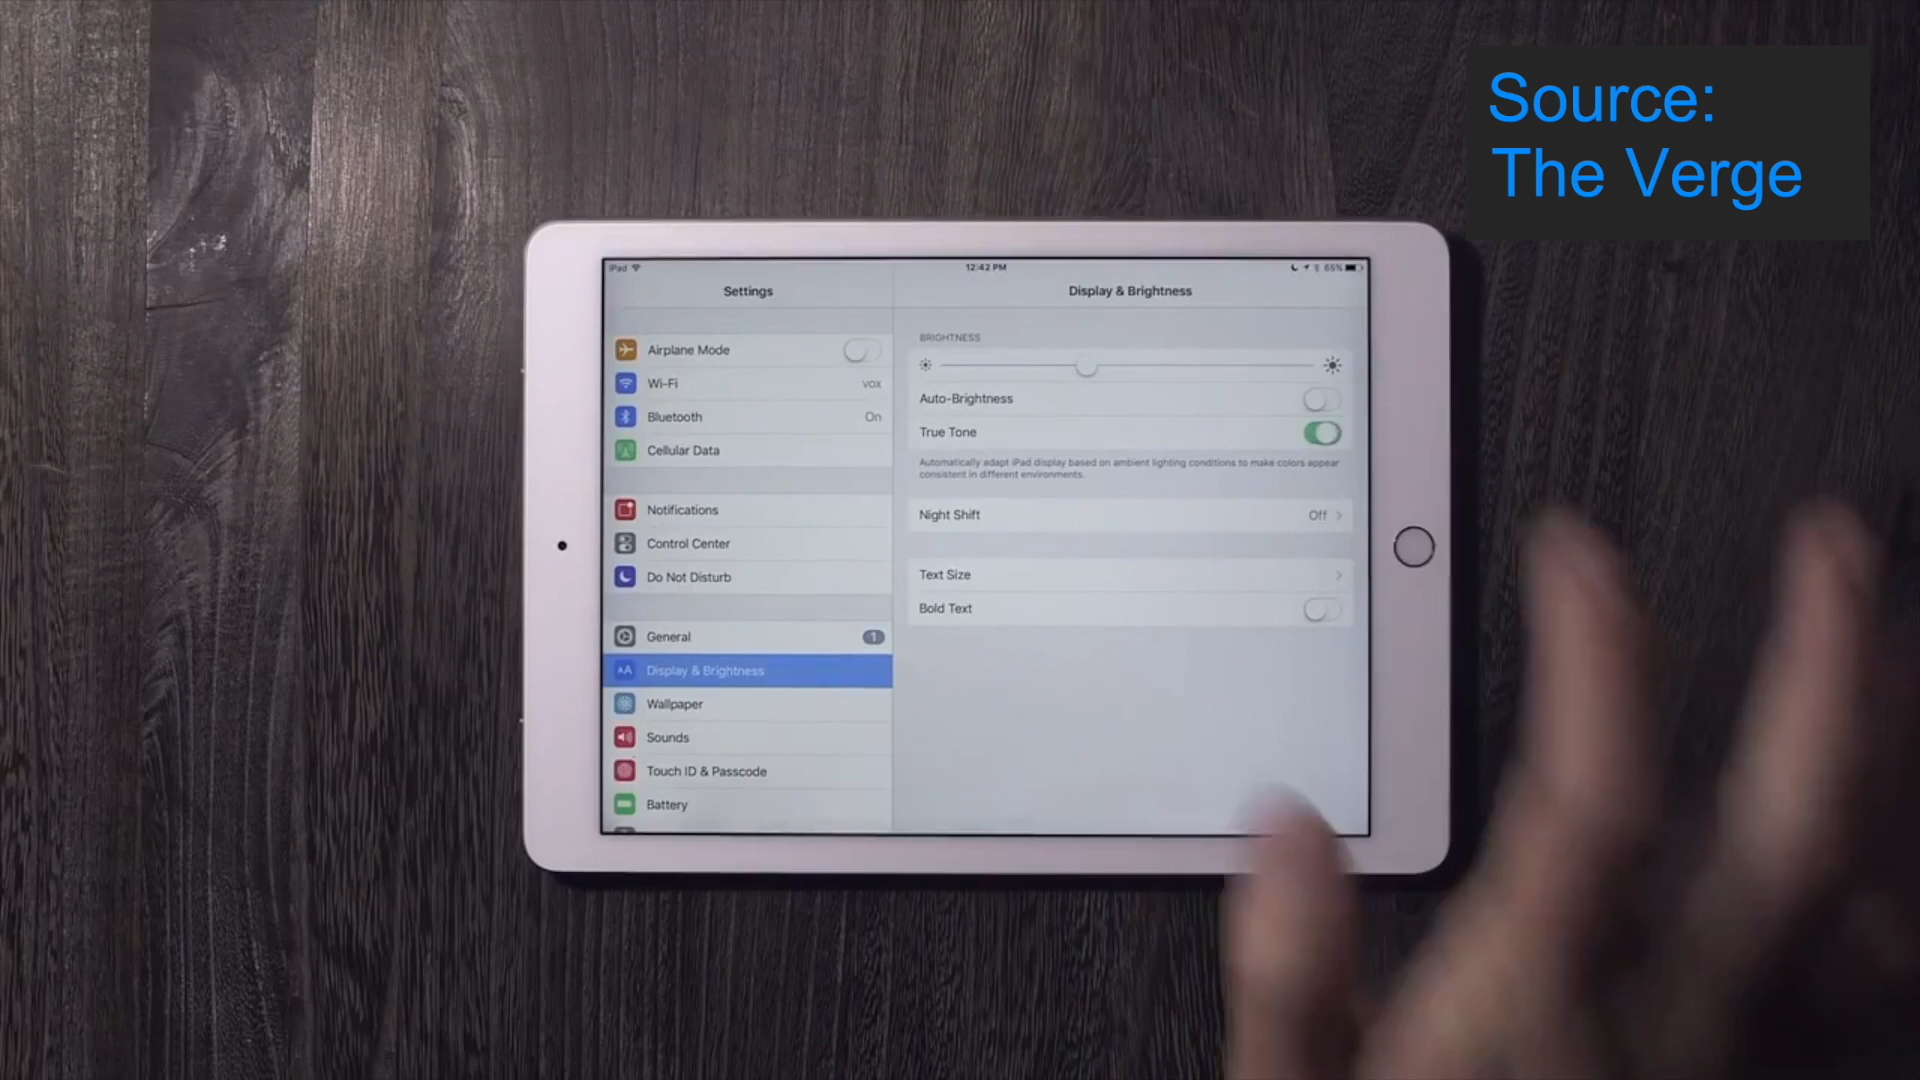 Source:
The Verge
iPad
12:42 PM
65%
Settings
Display & Brightness
Airplane Mode
Wi-Fi
vox
Bluetooth
On
Cellular Data
Notifications
Control Center
Do Not Disturb
General
1
AA
Display & Brightness
Wallpaper
Sounds
Touch ID & Passcode
Battery
BRIGHTNESS
Auto-Brightness
True Tone
Automatically adapt iPad display based on ambient lighting conditions to make colors appear
consistent in different environments.
Night Shift
Off
Text Size
Bold Text